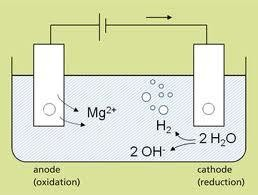 Mg²⁺
H₂
2 H₂O
2 OH⁻
anode
(oxidation)
cathode
(reduction)